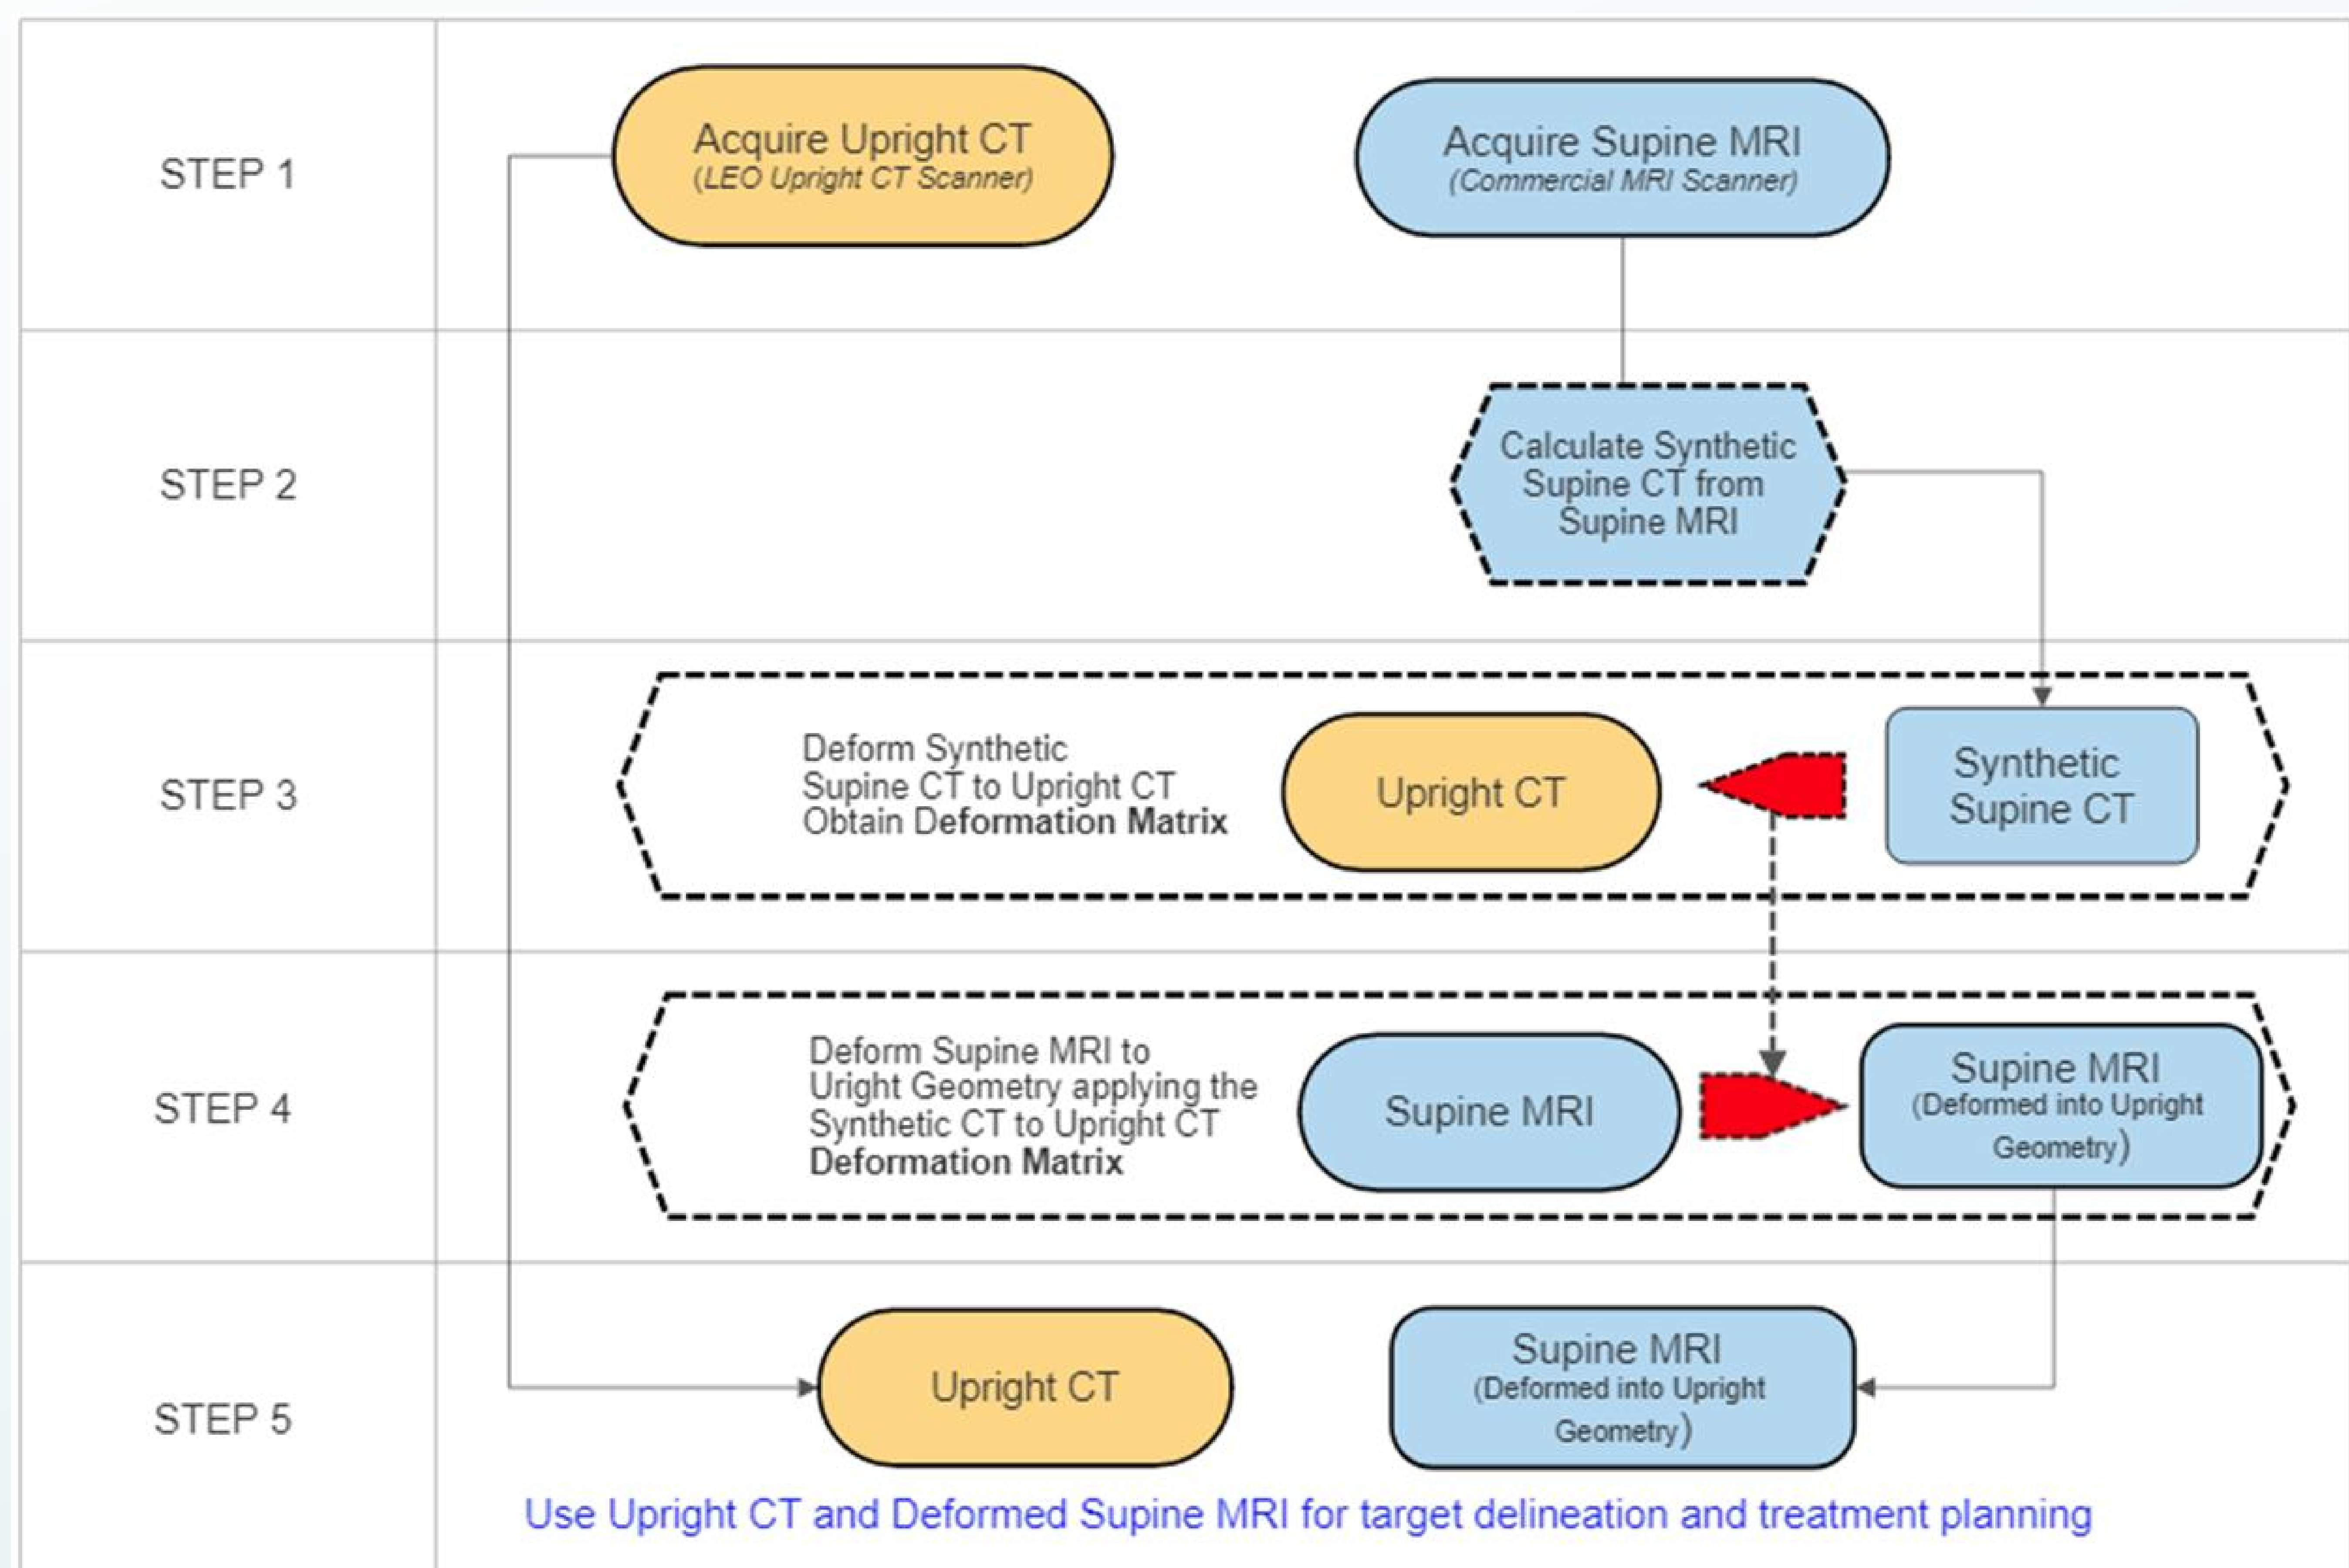 STEP 1
Acquire Upright CT
(LEO Upright CT Scanner)
Acquire Supine MRI
(Commercial MRI Scanner)
STEP 2
Calculate Synthetic
Supine CT from
Supine MRI
STEP 3
Deform Synthetic
Supine CT to Upright CT
Obtain Deformation Matrix
Upright CT
Synthetic
Supine CT
STEP 4
Deform Supine MRI to
Uright Geometry applying the
Synthetic CT to Upright CT
Deformation Matrix
Supine MRI
Supine MRI
(Deformed into Upright
Geometry)
STEP 5
Upright CT
Supine MRI
(Deformed into Upright
Geometry)
Use Upright CT and Deformed Supine MRI for target delineation and treatment planning